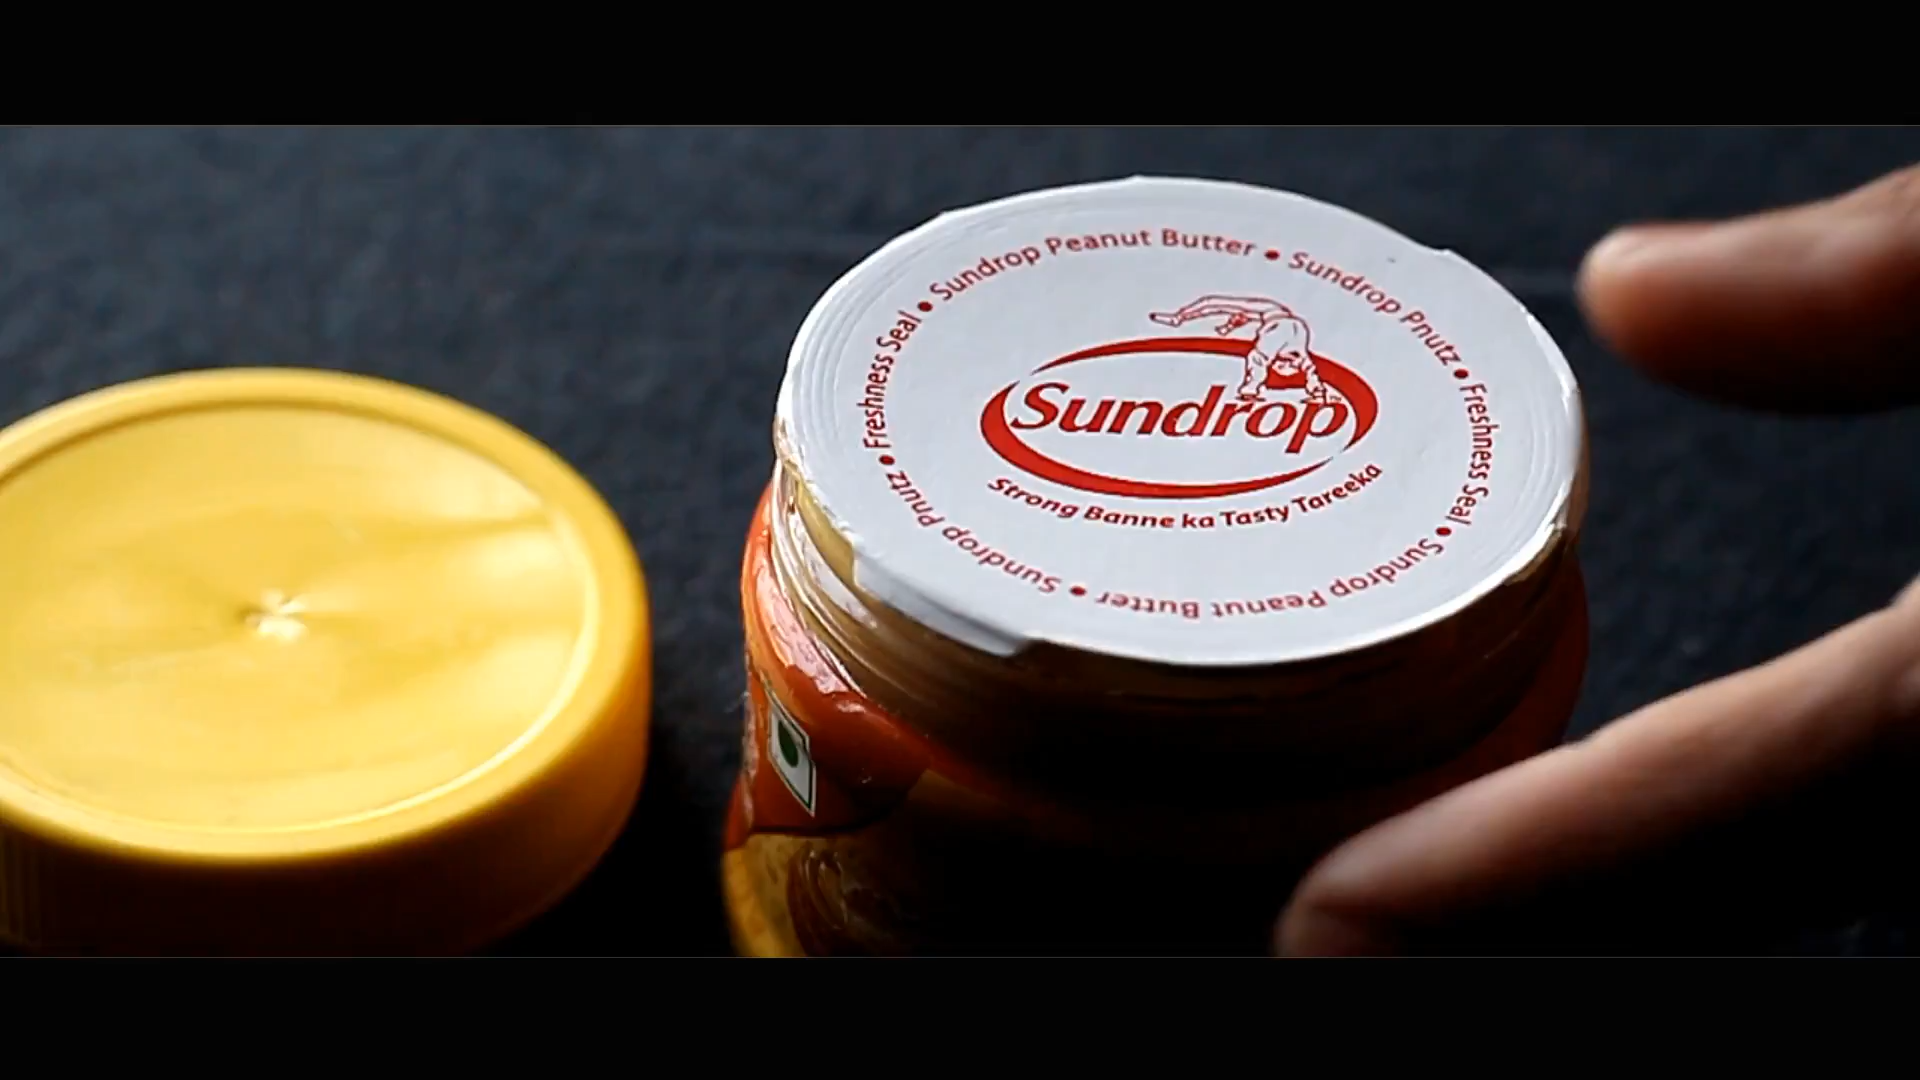 • Sundrop Peanut Butter • Sundrop Pnutz • Freshness Seal • Sundrop Peanut Butter • Sundrop Pnutz • Freshness Seal
Sundrop™
Strong Banne ka Tasty Tareeka